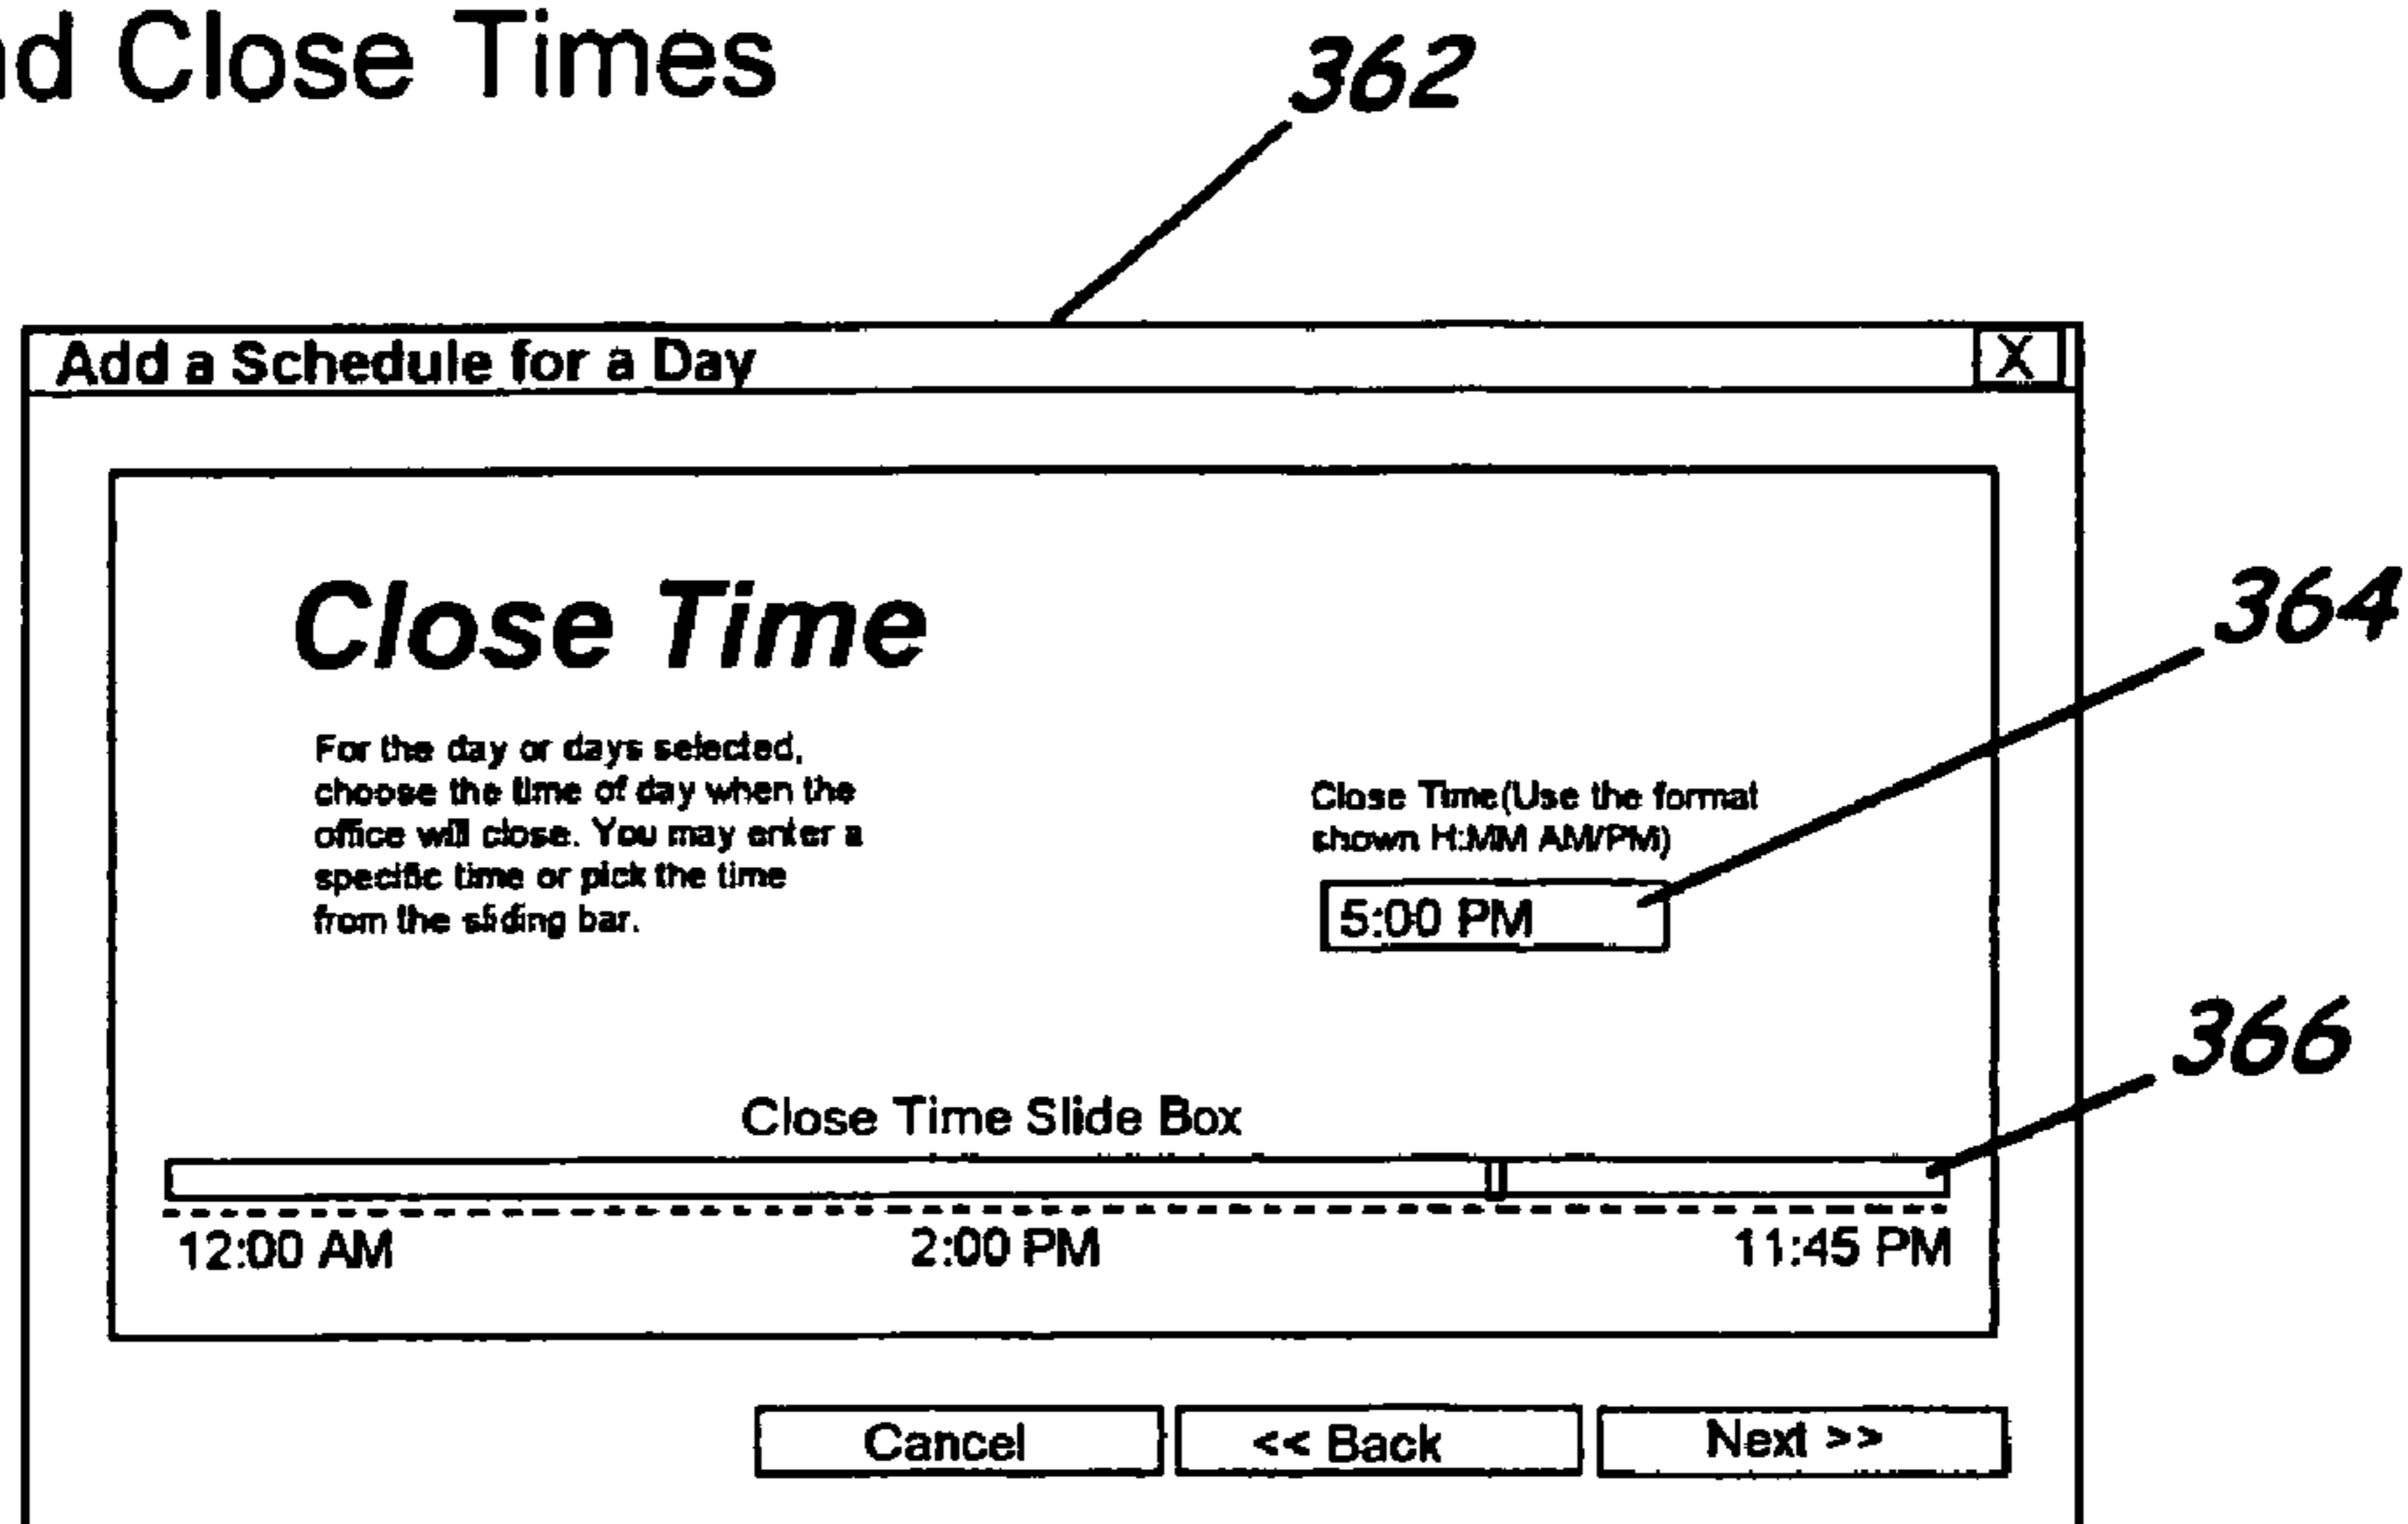 d Close Times
362
Add a Schedule for a Day
X
Close Time
364
For the day or days selected,
choose the time of day when the
office will close. You may enter a
specific time or pick the time
from the sliding bar.
Close Time(Use the format
shown H:MM AM/PM)
5:00 PM
366
Close Time Slide Box
12:00 AM 2:00 PM 11:45 PM
Cancel << Back Next >>